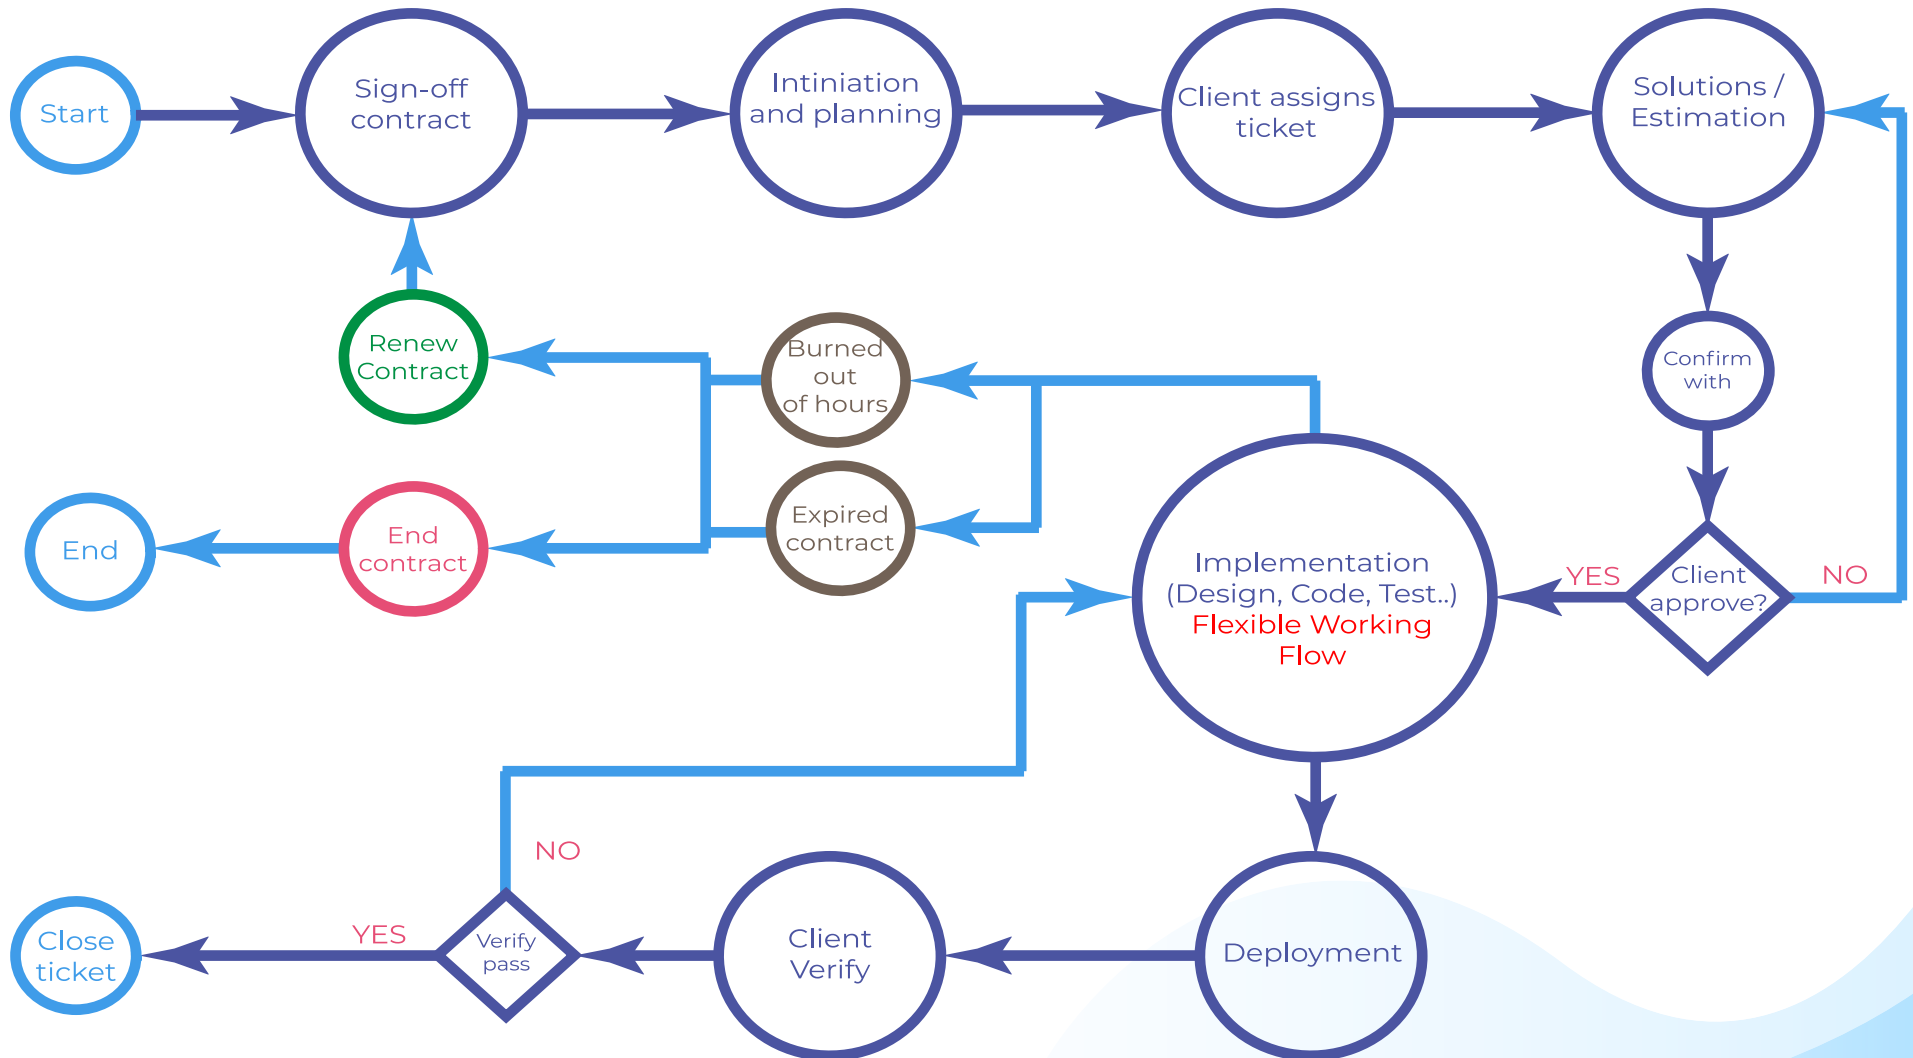 Start
Sign-off
contract
Intiniation
and planning
Client assigns
ticket
Solutions /
Estimation
Renew
Contract
Burned
out
of hours
Confirm
with
End
End
contract
Expired
contract
Implementation
(Design, Code, Test..)
Flexible Working
Flow
YES
Client
approve?
NO
NO
Close
ticket
YES
Verify
pass
Client
Verify
Deployment